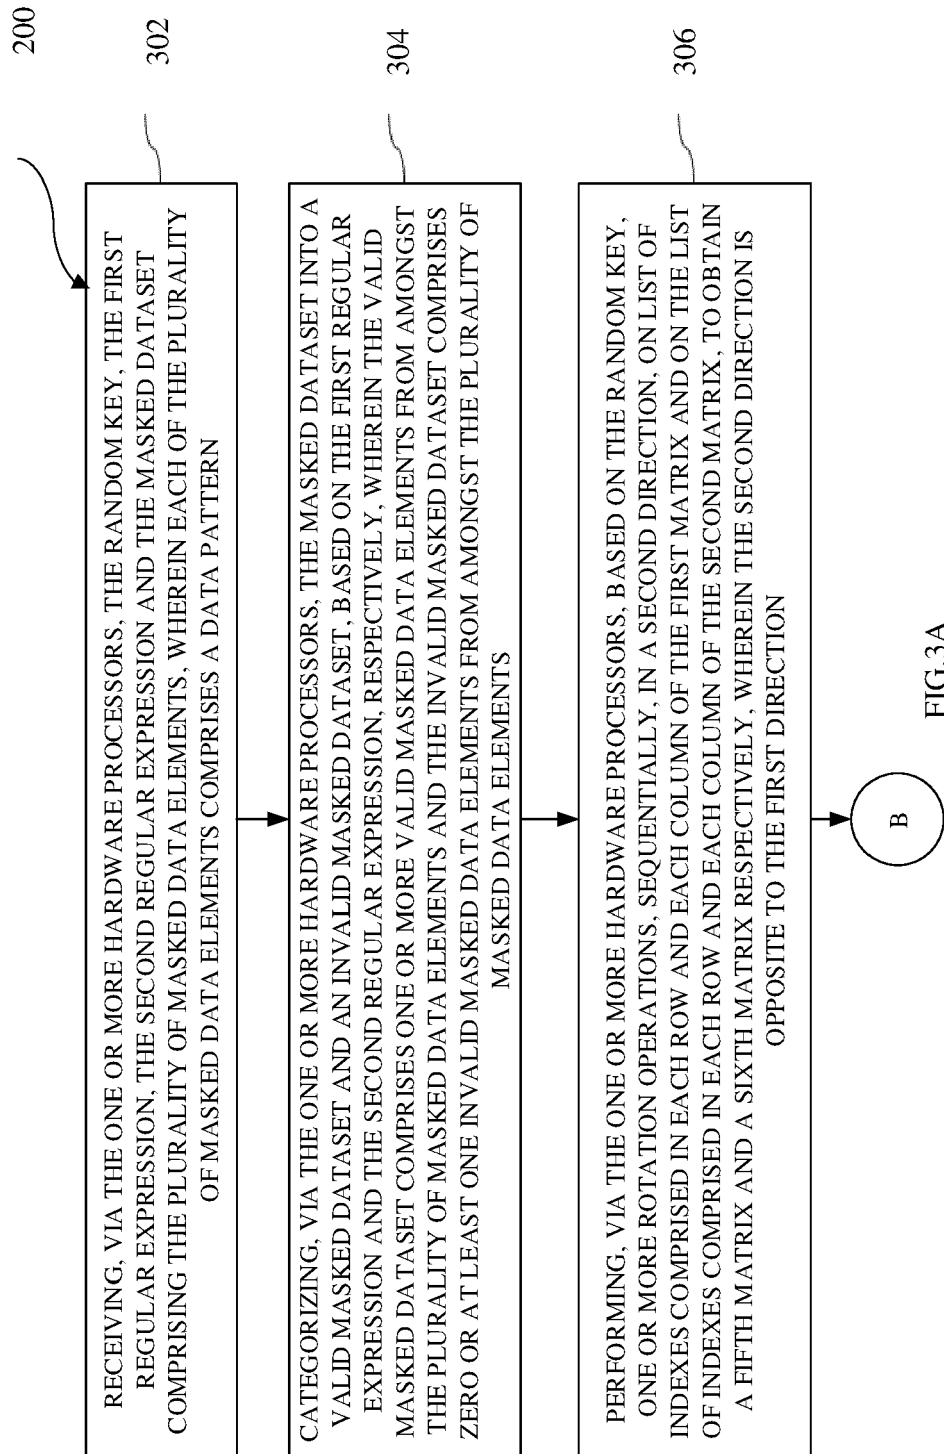 200
RECEIVING, VIA THE ONE OR MORE HARDWARE PROCESSORS, THE RANDOM KEY, THE FIRST
REGULAR EXPRESSION, THE SECOND REGULAR EXPRESSION AND THE MASKED DATASET
COMPRISING THE PLURALITY OF MASKED DATA ELEMENTS, WHEREIN EACH OF THE PLURALITY
OF MASKED DATA ELEMENTS COMPRISES A DATA PATTERN
302
CATEGORIZING, VIA THE ONE OR MORE HARDWARE PROCESSORS, THE MASKED DATASET INTO A
VALID MASKED DATASET AND AN INVALID MASKED DATASET, BASED ON THE FIRST REGULAR
EXPRESSION AND THE SECOND REGULAR EXPRESSION, RESPECTIVELY, WHEREIN THE VALID
MASKED DATASET COMPRISES ONE OR MORE VALID MASKED DATA ELEMENTS FROM AMONGST
THE PLURALITY OF MASKED DATA ELEMENTS AND THE INVALID MASKED DATASET COMPRISES
ZERO OR AT LEAST ONE INVALID MASKED DATA ELEMENTS FROM AMONGST THE PLURALITY OF
MASKED DATA ELEMENTS
304
PERFORMING, VIA THE ONE OR MORE HARDWARE PROCESSORS, BASED ON THE RANDOM KEY,
ONE OR MORE ROTATION OPERATIONS, SEQUENTIALLY, IN A SECOND DIRECTION, ON LIST OF
INDEXES COMPRISED IN EACH ROW AND EACH COLUMN OF THE FIRST MATRIX AND ON THE LIST
OF INDEXES COMPRISED IN EACH ROW AND EACH COLUMN OF THE SECOND MATRIX, TO OBTAIN
A FIFTH MATRIX AND A SIXTH MATRIX RESPECTIVELY, WHEREIN THE SECOND DIRECTION IS
OPPOSITE TO THE FIRST DIRECTION
306
B
FIG.3A